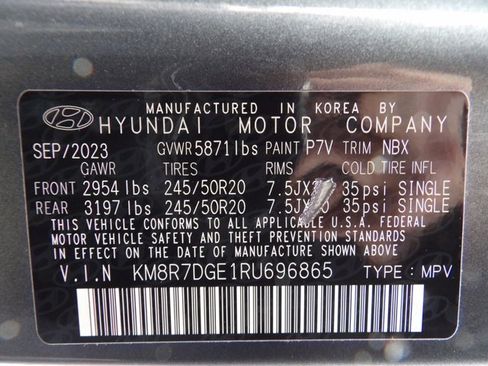 MANUFACTURED IN KOREA BY
HYUNDAI MOTOR COMPANY
SEP/2023 GVWR 5871 lbs PAINT P7V TRIM NBX
GAWR TIRES RIMS COLD TIRE INFL
FRONT 2954 lbs 245/50R20 7.5JX 35psi SINGLE
REAR 3197 lbs 245/50R20 35psi SINGLE
THIS VEHICLE CONFORMS TO ALL APPLICABLE U.S.A. FEDERAL
MOTOR VEHICLE SAFETY AND THEFT PREVENTION STANDARDS
IN EFFECT ON THE DATE OF MANUFACTURE SHOWN ABOVE
V.I.N KM8R7DGE1RU696865 TYPE : MPV